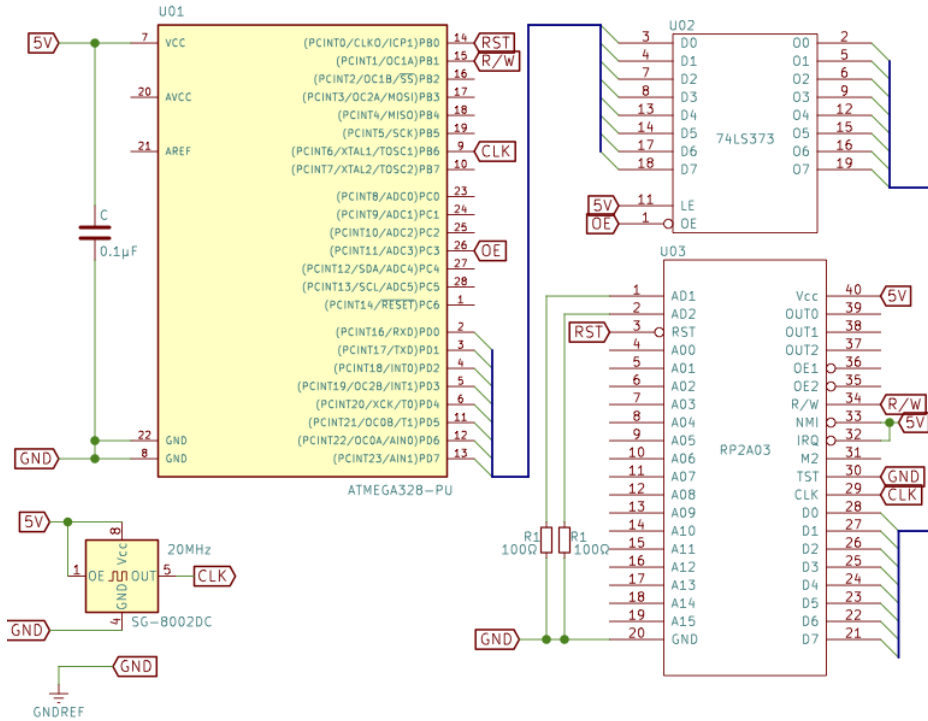 U01
5V
7 VCC
20 AVCC
21 AREF
22 GND
8 GND
GND
C
0.1µF
(PCINT0/CLKO/ICP1)PB0 14 RST
(PCINT1/OC1A)PB1 15 R/W
(PCINT2/OC1B/SS)PB2 16
(PCINT3/OC2A/MOSI)PB3 17
(PCINT4/MISO)PB4 18
(PCINT5/SCK)PB5 19
(PCINT6/XTAL1/TOSC1)PB6 9 CLK
(PCINT7/XTAL2/TOSC2)PB7 10
(PCINT8/ADC0)PC0 23
(PCINT9/ADC1)PC1 24
(PCINT10/ADC2)PC2 25
(PCINT11/ADC3)PC3 26 OE
(PCINT12/SDA/ADC4)PC4 27
(PCINT13/SCL/ADC5)PC5 28
(PCINT14/RESET)PC6 1
(PCINT16/RXD)PD0 2
(PCINT17/TXD)PD1 3
(PCINT18/INT0)PD2 4
(PCINT19/OC2B/INT1)PD3 5
(PCINT20/XCK/T0)PD4 6
(PCINT21/OC0B/T1)PD5 11
(PCINT22/OC0A/AIN0)PD6 12
(PCINT23/AIN1)PD7 13
ATMEGA328-PU
U02
3 D0 O0 2
4 D1 O1 5
7 D2 O2 6
8 D3 O3 9
13 D4 O4 12
14 D5 O5 15
17 D6 O6 16
18 D7 O7 19
74LS373
5V 11 LE
OE 1 OE
U03
1 AD1 Vcc 40 5V
2 AD2 OUT0 39
RST 3 RST OUT1 38
4 A00 OUT2 37
5 A01 OE1 36
6 A02 OE2 35
7 A03 R/W 34 R/W
8 A04 NMI 33 5V
9 A05 IRQ 32
10 A06 M2 31
11 A07 TST 30 GND
12 A08 CLK 29 CLK
13 A09 D0 28
14 A10 D1 27
15 A11 D2 26
16 A12 D3 25
17 A13 D4 24
18 A14 D5 23
19 A15 D6 22
GND 20 GND D7 21
RP2A03
R1
100Ω
R1
100Ω
5V
8
Vcc
20MHz
1 OE OUT 5 CLK
GND
4
GND
SG-8002DC
GND
GNDREF